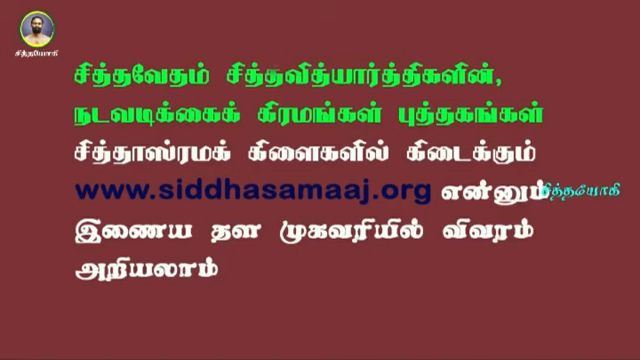 சித்தயோகி
சித்தவேதம் சித்தவித்யார்த்திகளின்,
நடவடிக்கைக் கிரமங்கள் புத்தகங்கள்
சித்தாஸ்ரமக் கிளைகளில் கிடைக்கும்
www.siddhasamaaj.org என்னும் சித்தயோகி
இணைய தள முகவரியில் விவரம்
அறியலாம்